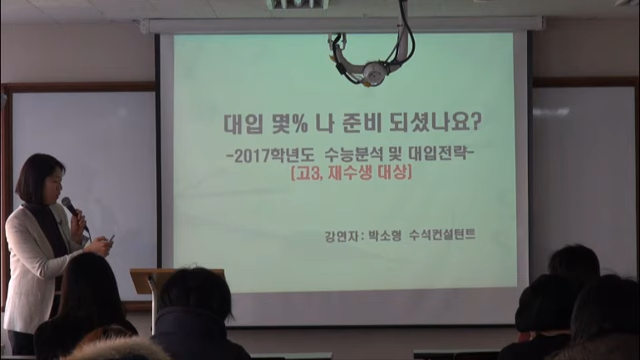 대입 몇% 나 준비 되셨나요?
-2017학년도 수능분석 및 대입전략-
(고3, 재수생 대상)
강연자 : 박소형 수석컨설턴트